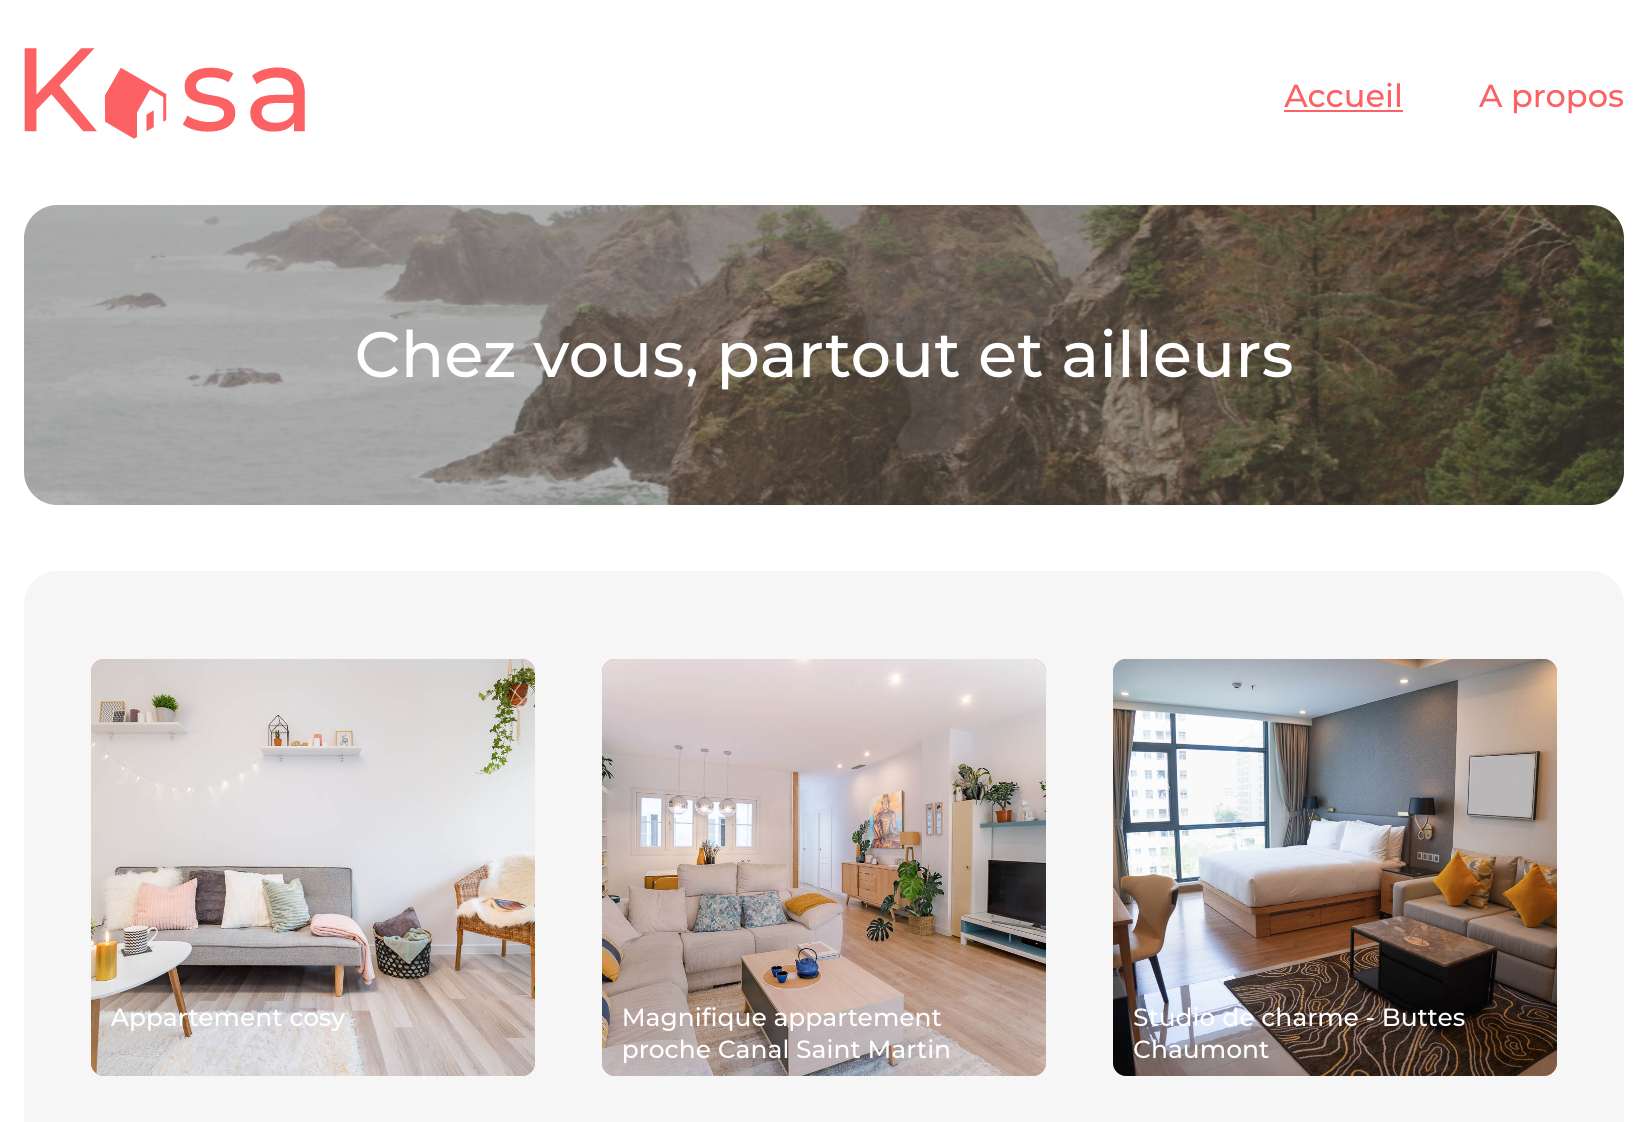 Kasa
Accueil
A propos
Chez vous, partout et ailleurs
Appartement cosy
Magnifique appartement
proche Canal Saint Martin
Studio de charme - Buttes
Chaumont